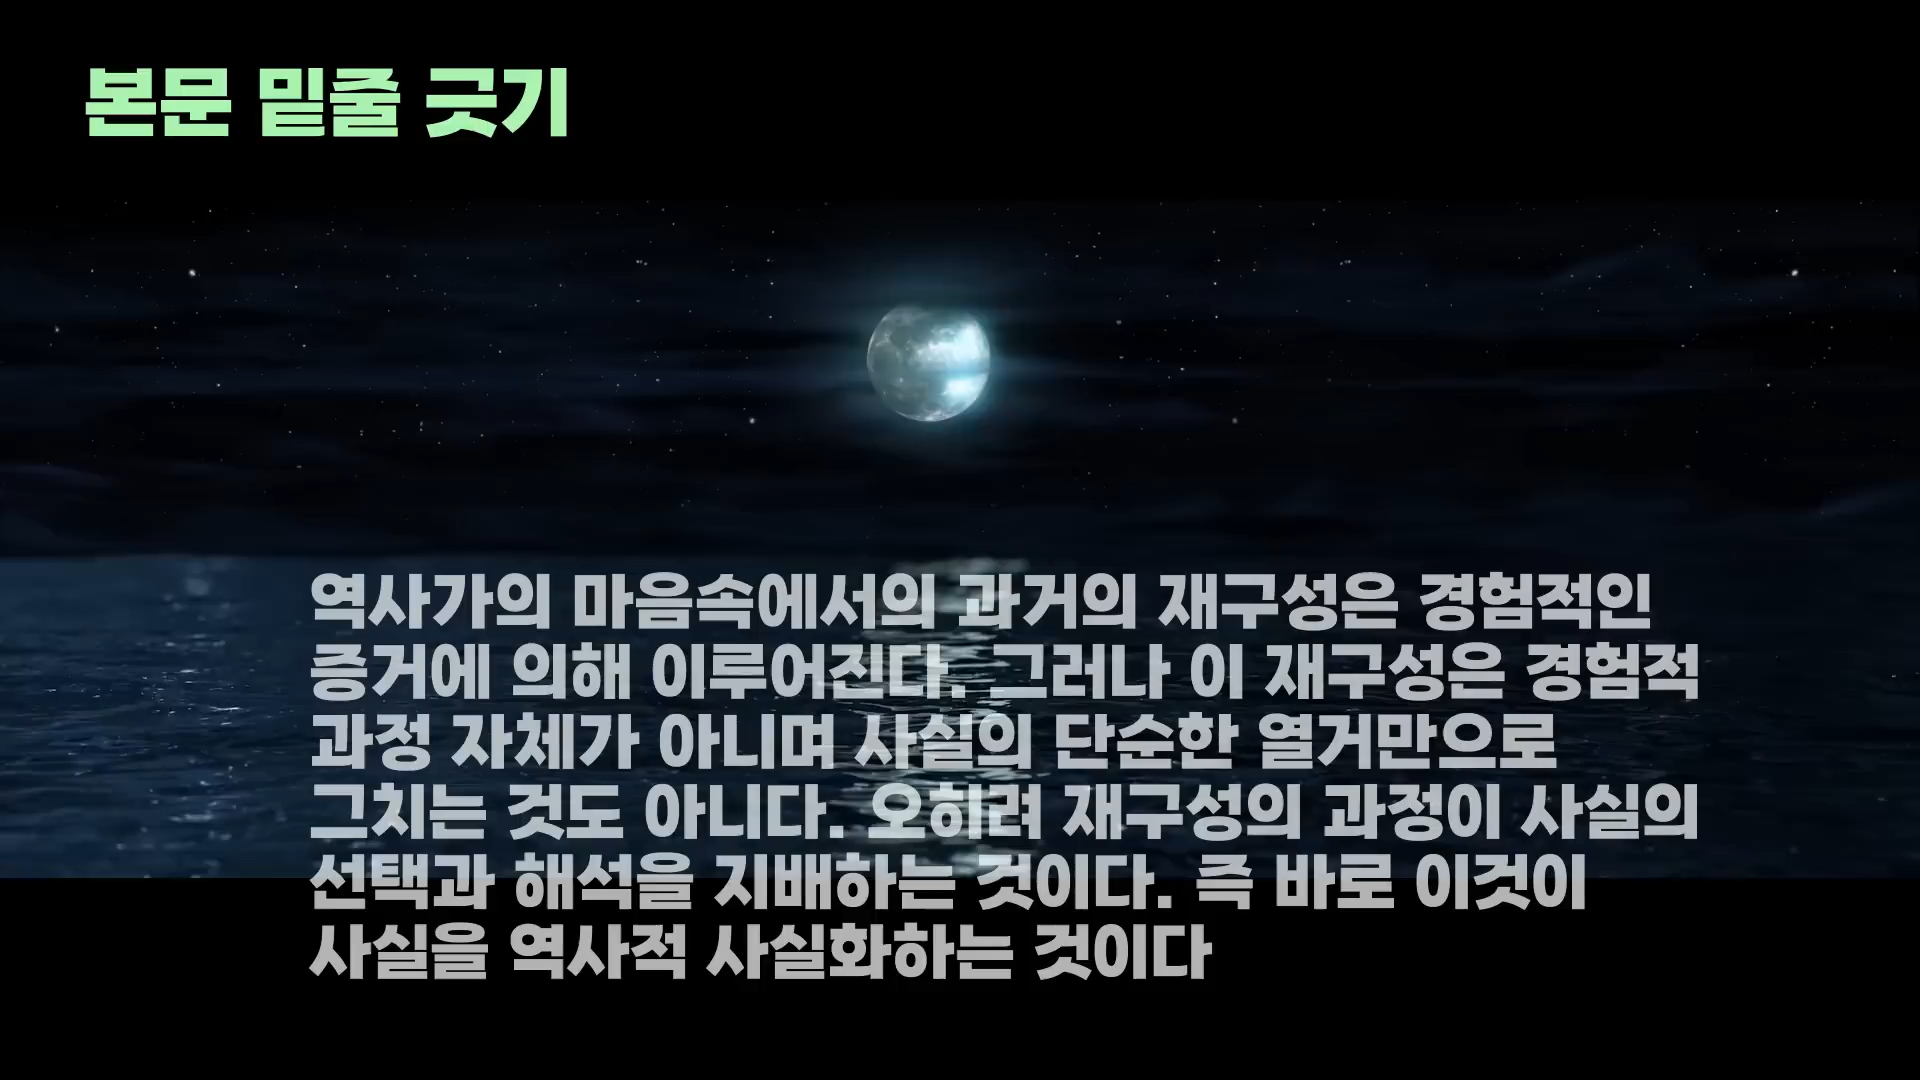 본문 밑줄 긋기
역사가의 마음속에서의 과거의 재구성은 경험적인
증거에 의해 이루어진다. 그러나 이 재구성은 경험적
과정 자체가 아니며 사실의 단순한 열거만으로
그치는 것도 아니다. 오히려 재구성의 과정이 사실의
선택과 해석을 지배하는 것이다. 즉 바로 이것이
사실을 역사적 사실화하는 것이다